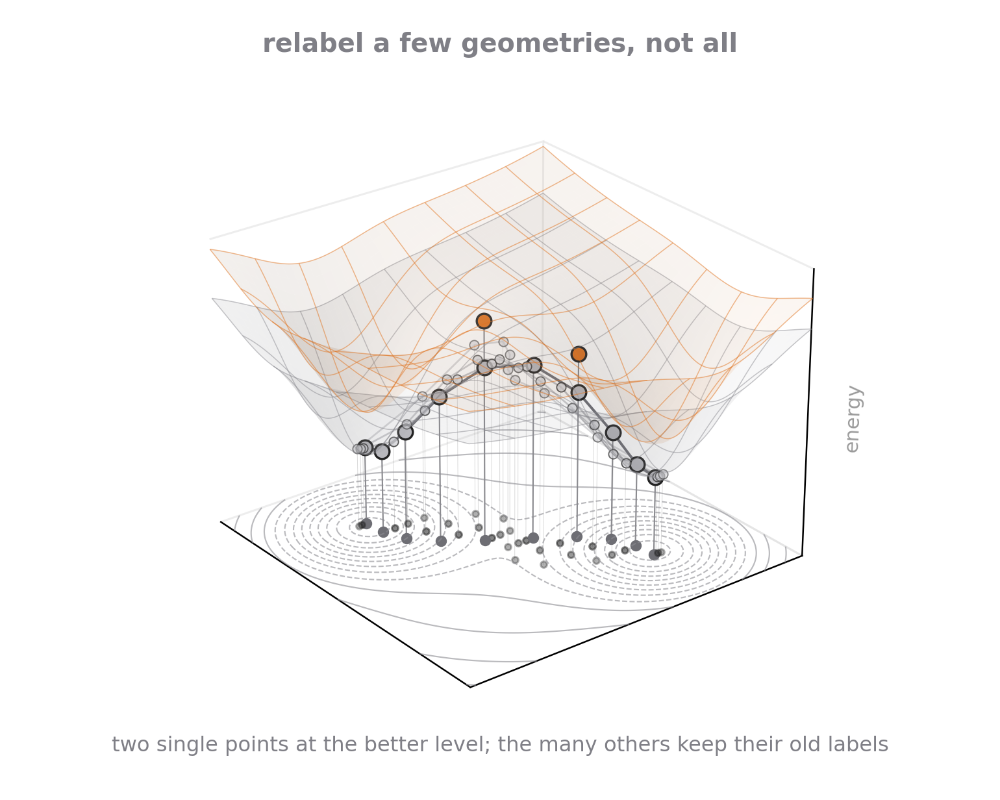 relabel a few geometries, not all
energy
two single points at the better level; the many others keep their old labels